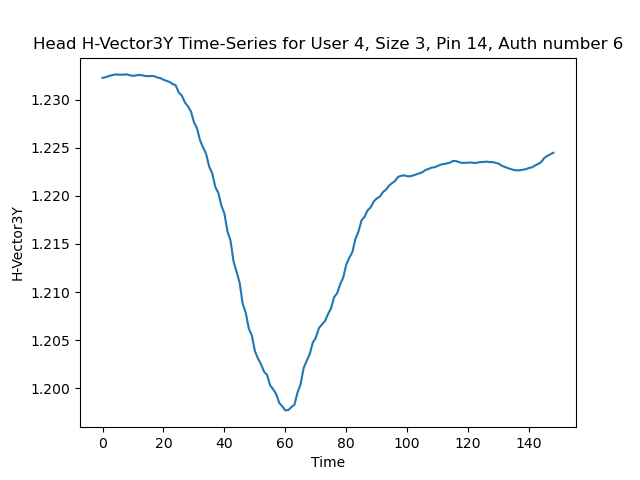 Head H-Vector3Y Time-Series for User 4, Size 3, Pin 14, Auth number 6
H-Vector3Y
1.230
1.225
1.220
1.215
1.210
1.205
1.200
0 20 40 60 80 100 120 140
Time